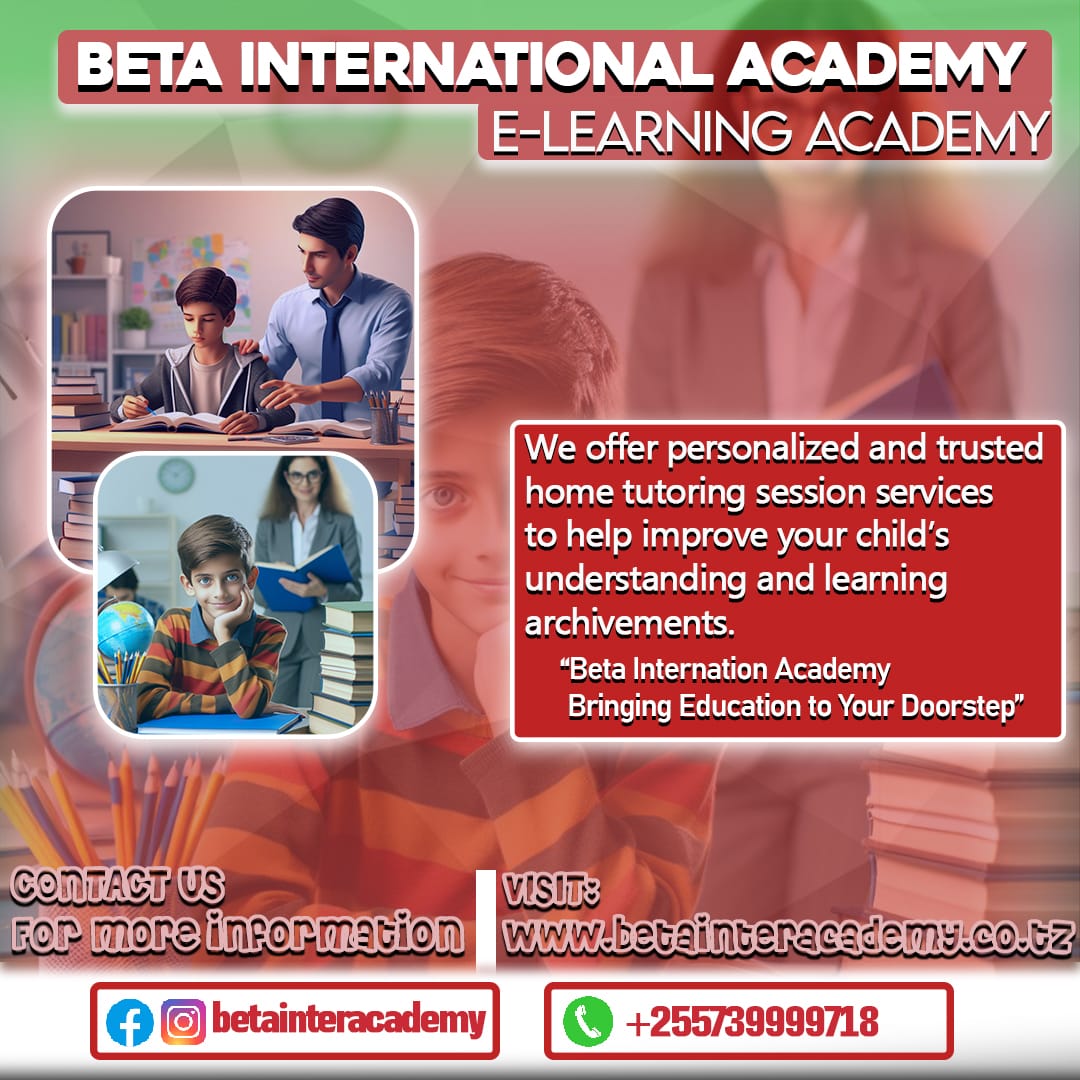 BETA INTERNATIONAL ACADEMY
E-LEARNING ACADEMY
We offer personalized and trusted
home tutoring session services
to help improve your child's
understanding and learning
archivements.
"Beta Internation Academy
Bringing Education to Your Doorstep"
CONTACT US
For more information
VISIT:
www.betainteracademy.co.tz
betainteracademy
+255739999718